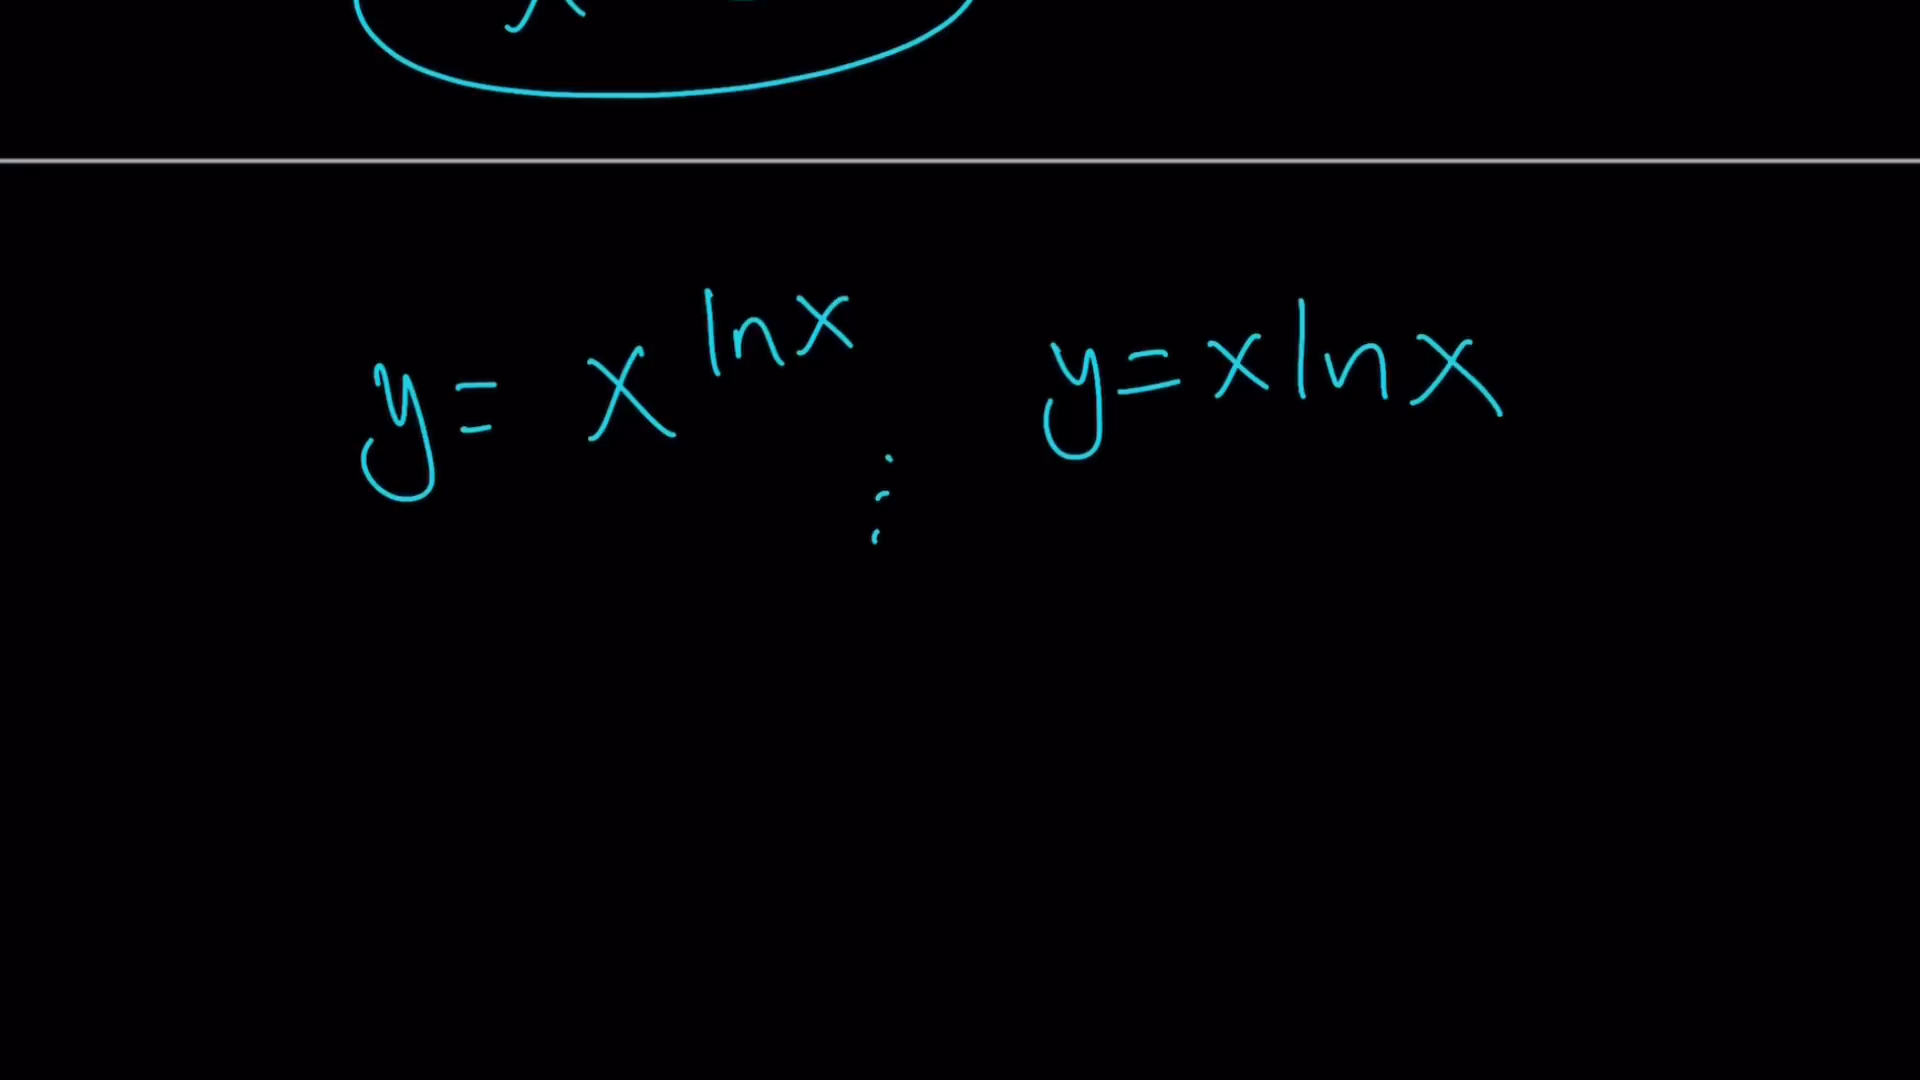 y = x^{ln x} y = x ln x
⋮